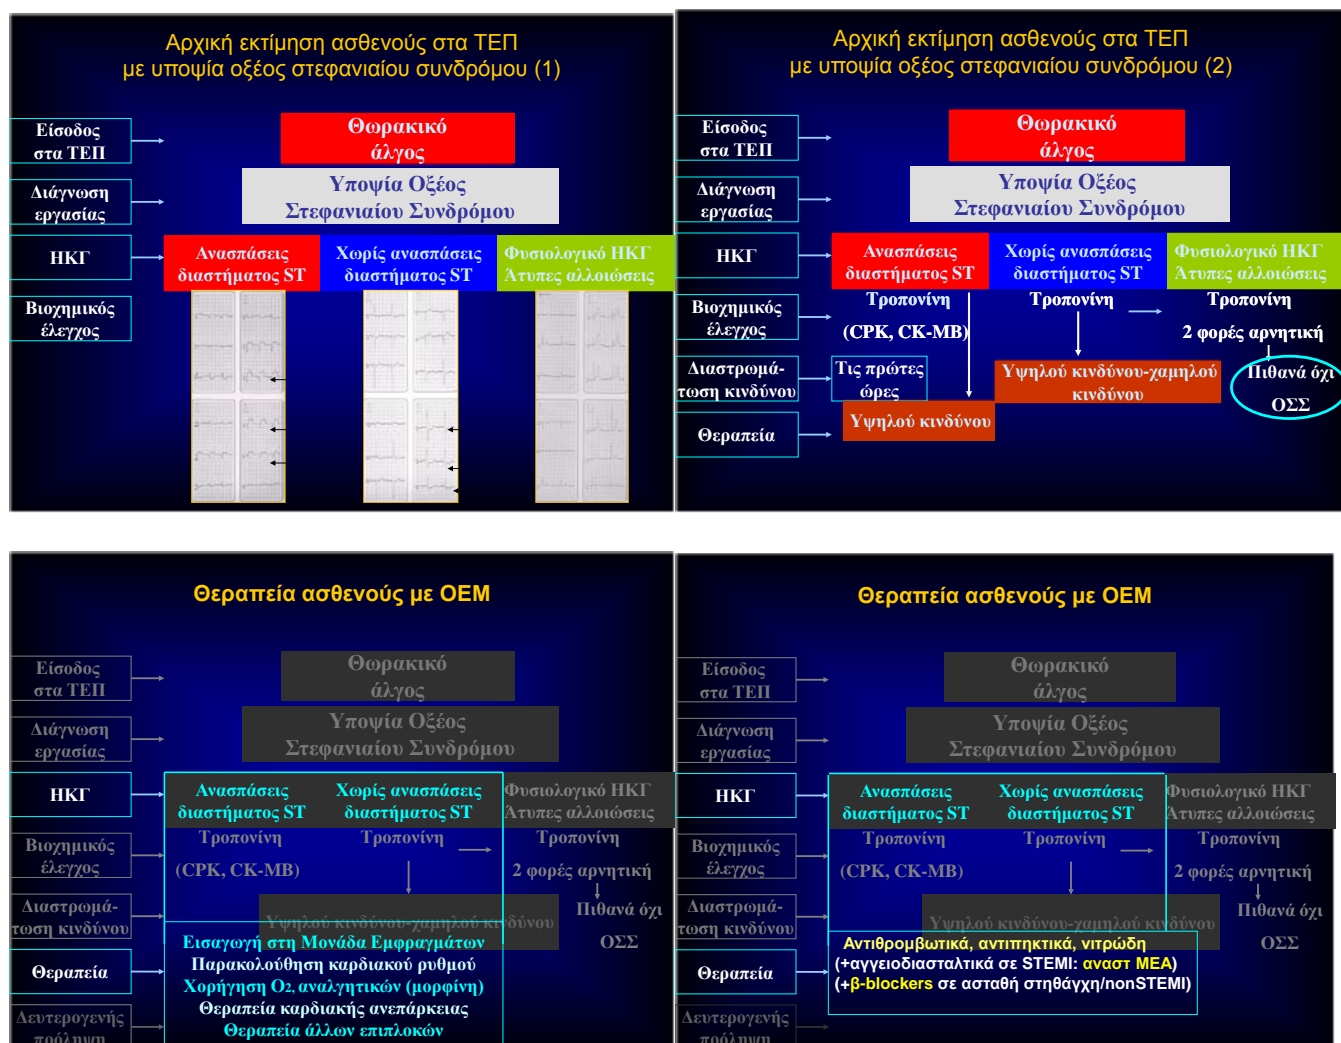 Αρχική εκτίμηση ασθενούς στα ΤΕΠ
με υποψία οξέος στεφανιαίου συνδρόμου (1)
Είσοδος
στα ΤΕΠ
Θωρακικό
άλγος
Διάγνωση
εργασίας
Υποψία Οξέος
Στεφανιαίου Συνδρόμου
ΗΚΓ
Ανασπάσεις
διαστήματος ST
Χωρίς ανασπάσεις
διαστήματος ST
Φυσιολογικό ΗΚΓ
Άτυπες αλλοιώσεις
Βιοχημικός
έλεγχος
Αρχική εκτίμηση ασθενούς στα ΤΕΠ
με υποψία οξέος στεφανιαίου συνδρόμου (2)
Είσοδος
στα ΤΕΠ
Θωρακικό
άλγος
Διάγνωση
εργασίας
Υποψία Οξέος
Στεφανιαίου Συνδρόμου
ΗΚΓ
Ανασπάσεις
διαστήματος ST
Χωρίς ανασπάσεις
διαστήματος ST
Φυσιολογικό ΗΚΓ
Άτυπες αλλοιώσεις
Βιοχημικός
έλεγχος
Τροπονίνη
(CPK, CK-MB)
Τροπονίνη
Τροπονίνη
2 φορές αρνητική
Διαστρωμά-
τωση κινδύνου
Τις πρώτες
ώρες
Υψηλού κινδύνου-χαμηλού
κινδύνου
Πιθανά όχι
ΟΣΣ
Θεραπεία
Υψηλού κινδύνου
Θεραπεία ασθενούς με ΟΕΜ
Είσοδος
στα ΤΕΠ
Θωρακικό
άλγος
Διάγνωση
εργασίας
Υποψία Οξέος
Στεφανιαίου Συνδρόμου
ΗΚΓ
Ανασπάσεις
διαστήματος ST
Χωρίς ανασπάσεις
διαστήματος ST
Φυσιολογικό ΗΚΓ
Άτυπες αλλοιώσεις
Βιοχημικός
έλεγχος
Τροπονίνη
(CPK, CK-MB)
Τροπονίνη
Τροπονίνη
2 φορές αρνητική
Διαστρωμά-
τωση κινδύνου
Υψηλού κινδύνου-χαμηλού κινδύνου
Πιθανά όχι
ΟΣΣ
Θεραπεία
Εισαγωγή στη Μονάδα Εμφραγμάτων
Παρακολούθηση καρδιακού ρυθμού
Χορήγηση Ο2, αναλγητικών (μορφίνη)
Θεραπεία καρδιακής ανεπάρκειας
Θεραπεία άλλων επιπλοκών
Δευτερογενής
πρόληψη
Θεραπεία ασθενούς με ΟΕΜ
Είσοδος
στα ΤΕΠ
Θωρακικό
άλγος
Διάγνωση
εργασίας
Υποψία Οξέος
Στεφανιαίου Συνδρόμου
ΗΚΓ
Ανασπάσεις
διαστήματος ST
Χωρίς ανασπάσεις
διαστήματος ST
Φυσιολογικό ΗΚΓ
Άτυπες αλλοιώσεις
Βιοχημικός
έλεγχος
Τροπονίνη
(CPK, CK-MB)
Τροπονίνη
Τροπονίνη
2 φορές αρνητική
Διαστρωμά-
τωση κινδύνου
Υψηλού κινδύνου-χαμηλού κινδύνου
Πιθανά όχι
ΟΣΣ
Θεραπεία
Αντιθρομβωτικά, αντιπηκτικά, νιτρώδη
(+αγγειοδιασταλτικά σε STEMI: αναστ ΜΕΑ)
(+β-blockers σε ασταθή στηθάγχη/nonSTEMI)
Δευτερογενής
πρόληψη